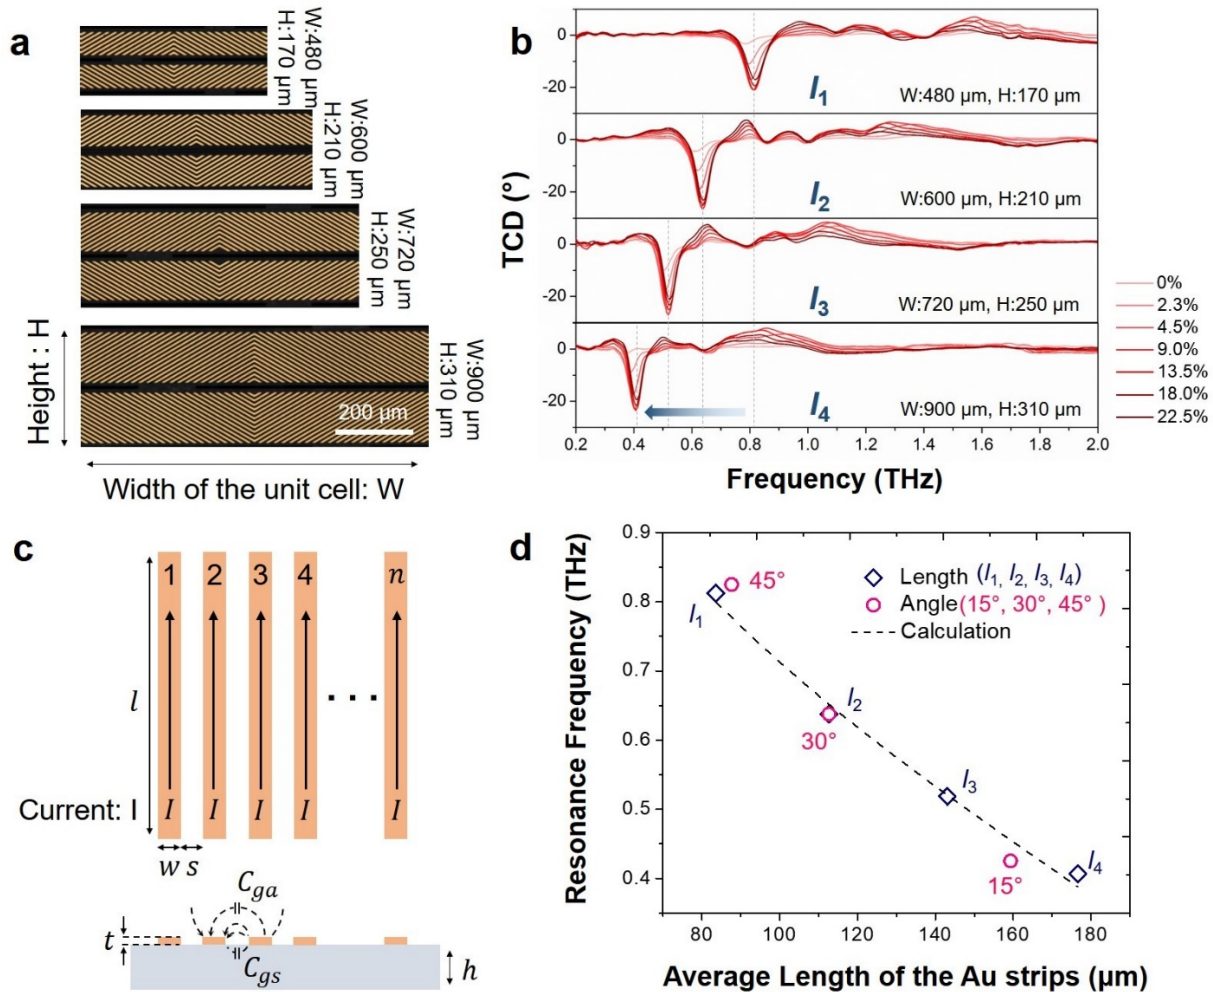 a
W:480 µm
H:170 µm
W:600 µm
H:210 µm
W:720 µm
H:250 µm
W:900 µm
H:310 µm
Height : H
200 µm
Width of the unit cell: W
b
TCD (°)
0
-20
0
-20
0
-20
0
-20
l1
W:480 µm, H:170 µm
l2
W:600 µm, H:210 µm
l3
W:720 µm, H:250 µm
l4
W:900 µm, H:310 µm
0.2 0.4 0.6 0.8 1.0 1.2 1.4 1.6 1.8 2.0
Frequency (THz)
0%
2.3%
4.5%
9.0%
13.5%
18.0%
22.5%
c
1 2 3 4 n
l
Current: I
I I I I I
w s
Cga
t
Cgs
h
d
Resonance Frequency (THz)
0.9
0.8
0.7
0.6
0.5
0.4
Length (l1, l2, l3, l4)
Angle(15°, 30°, 45° )
Calculation
45°
l1
l2
30°
l3
15°
l4
80 100 120 140 160 180
Average Length of the Au strips (µm)